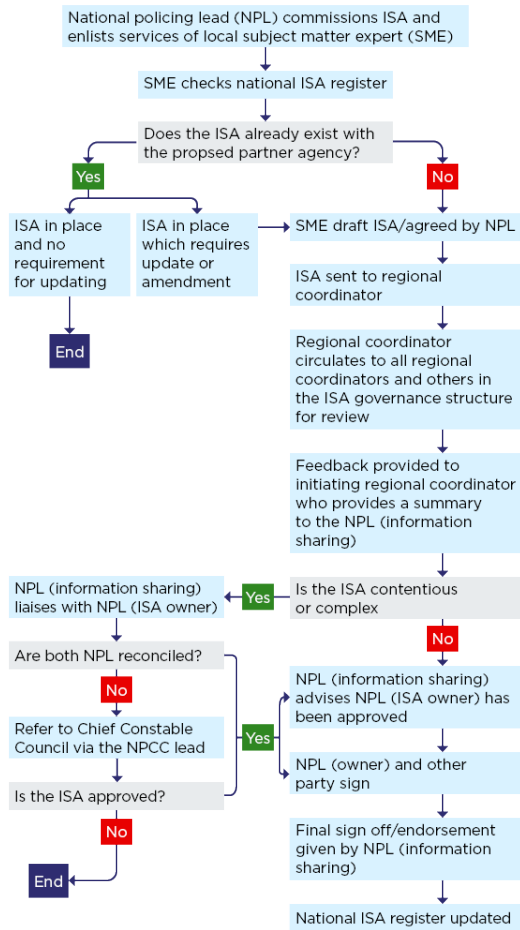 National policing lead (NPL) commissions ISA and
enlists services of local subject matter expert (SME)
SME checks national ISA register
Does the ISA already exist with
the propsed partner agency?
Yes
No
ISA in place
and no
requirement
for updating
ISA in place
which requires
update or
amendment
SME draft ISA/agreed by NPL
End
ISA sent to regional
coordinator
Regional coordinator
circulates to all regional
coordinators and others in
the ISA governance structure
for review
Feedback provided to
initiating regional coordinator
who provides a summary
to the NPL (information
sharing)
Is the ISA contentious
or complex
Yes
No
NPL (information sharing)
liaises with NPL (ISA owner)
Are both NPL reconciled?
No
Refer to Chief Constable
Council via the NPCC lead
Is the ISA approved?
No
End
Yes
NPL (information sharing)
advises NPL (ISA owner) has
been approved
NPL (owner) and other
party sign
Final sign off/endorsement
given by NPL (information
sharing)
National ISA register updated